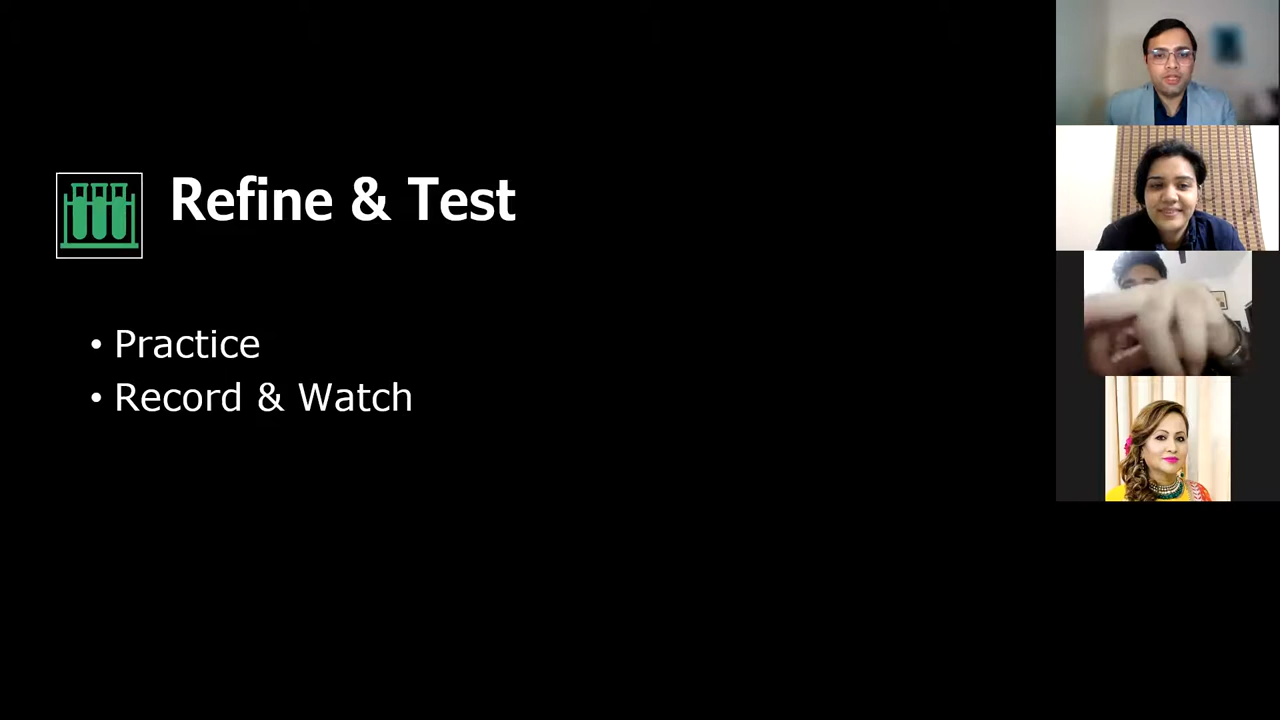 Refine & Test
• Practice
• Record & Watch